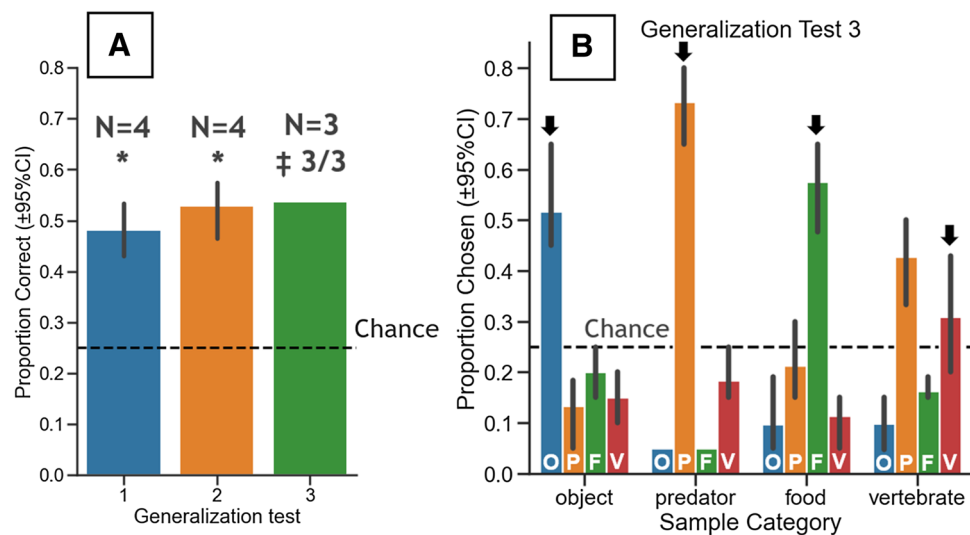 A
Proportion Correct (±95%CI)
0.8
0.7
0.6
0.5
0.4
0.3
0.2
0.1
0.0
N=4
*
N=4
*
N=3
‡ 3/3
Chance
1 2 3
Generalization test
B
Generalization Test 3
Proportion Chosen (±95%CI)
0.8
0.7
0.6
0.5
0.4
0.3
0.2
0.1
0.0
Chance
O P F V O P F V O P F V O P F V
object predator food vertebrate
Sample Category